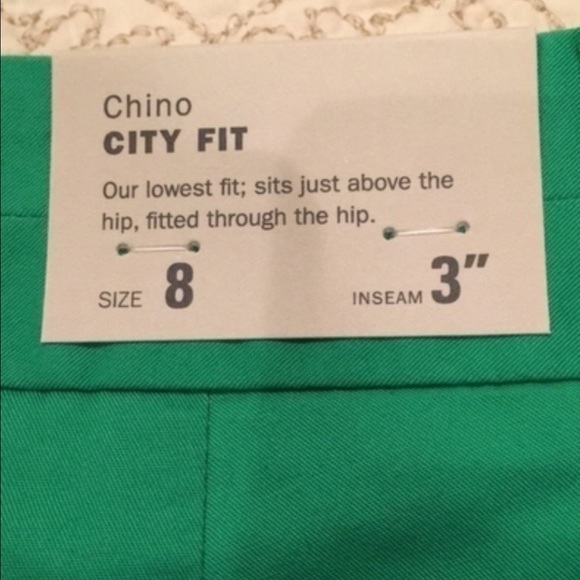 Chino
CITY FIT
Our lowest fit; sits just above the
hip, fitted through the hip.
SIZE 8 INSEAM 3"